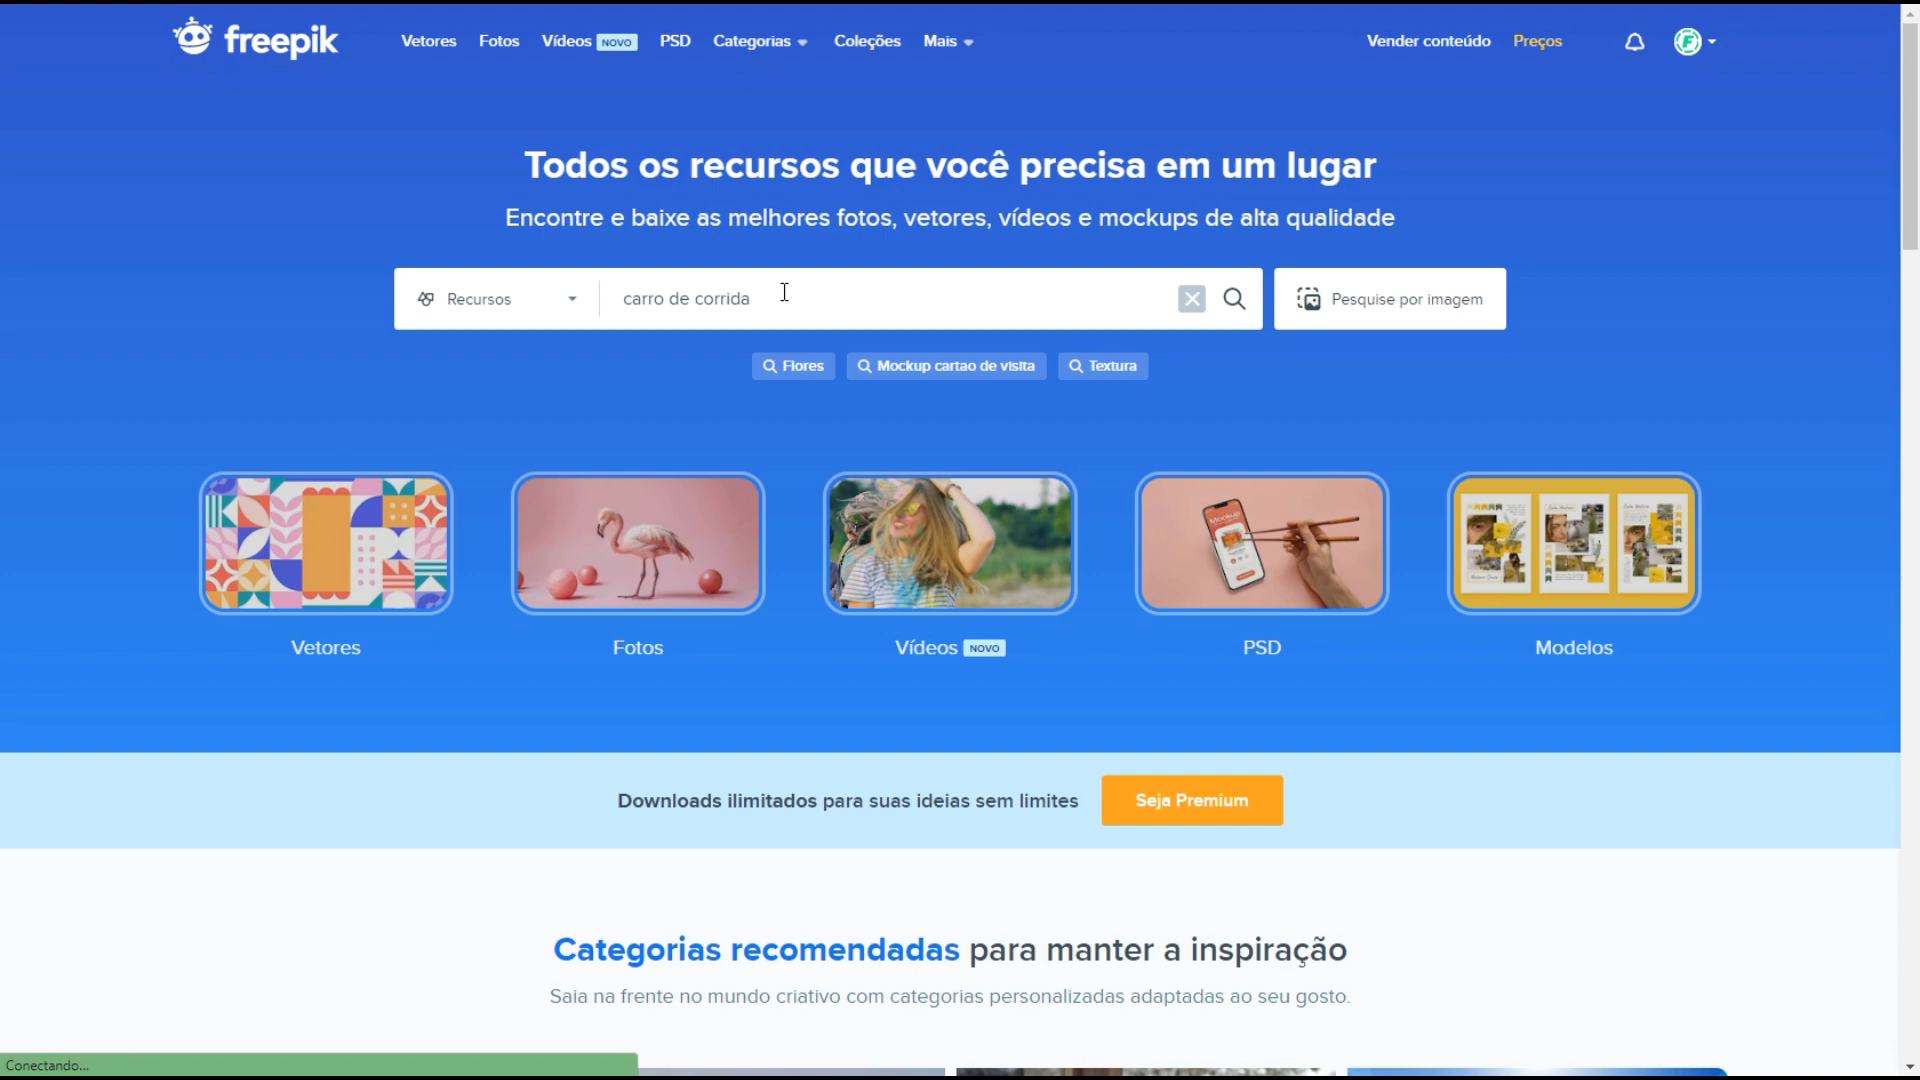 freepik
Vetores Fotos Vídeos NOVO PSD Categorias Coleções Mais Vender conteúdo Preços
Todos os recursos que você precisa em um lugar
Encontre e baixe as melhores fotos, vetores, vídeos e mockups de alta qualidade
Recursos carro de corrida Pesquise por imagem
Flores Mockup cartao de visita Textura
Mockup
Vetores Fotos Vídeos NOVO PSD Modelos
Downloads ilimitados para suas ideias sem limites Seja Premium
Categorias recomendadas para manter a inspiração
Saia na frente no mundo criativo com categorias personalizadas adaptadas ao seu gosto.
Conectando...